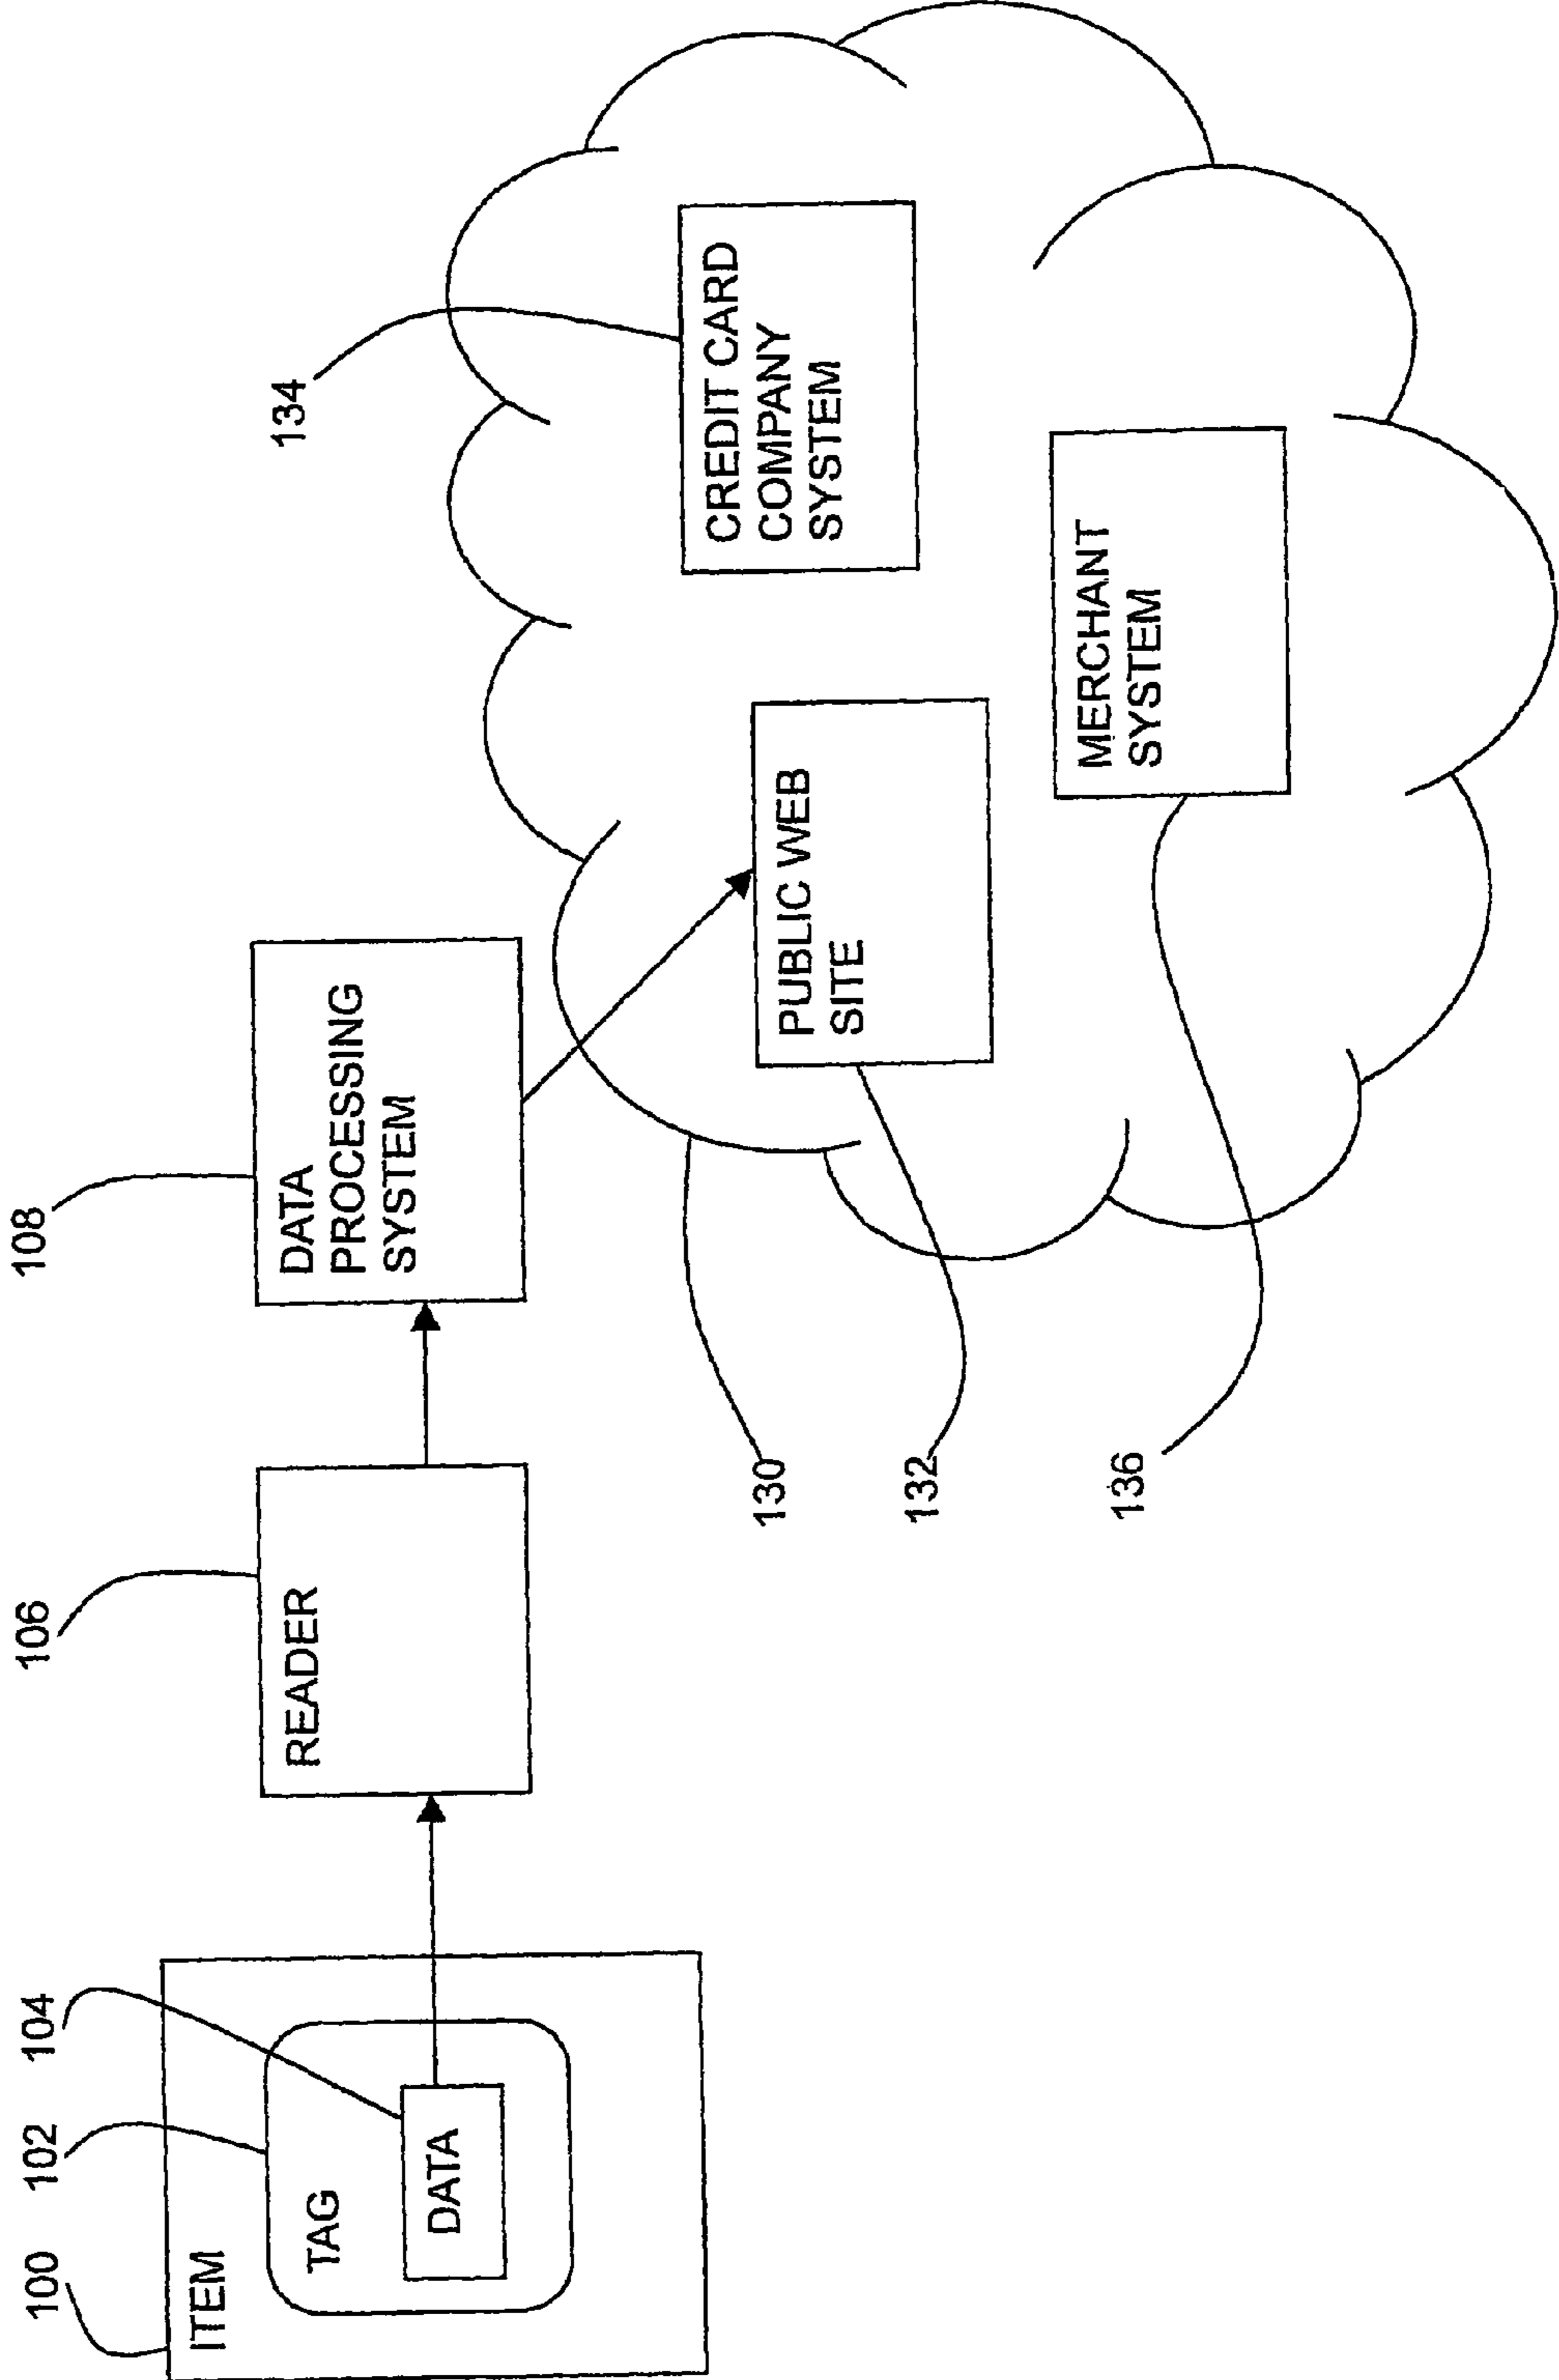 100
102
104
106
108
134
ITEM
TAG
DATA
READER
DATA
PROCESSING
SYSTEM
130
132
136
PUBLIC WEB
SITE
CREDIT CARD
COMPANY
SYSTEM
MERCHANT
SYSTEM